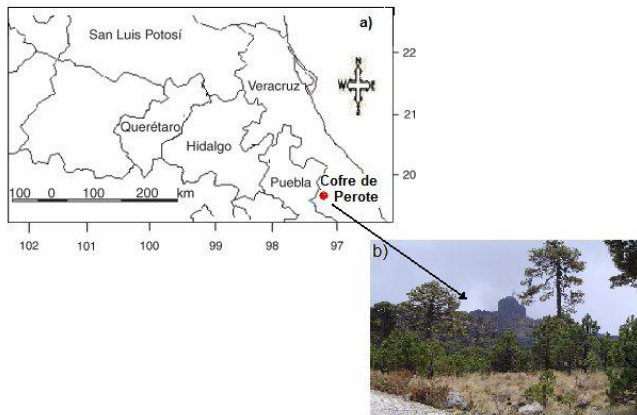 a)
San Luis Potosí
N
W E
S
22
Veracruz
21
Querétaro
Hidalgo
20
Puebla
Cofre de
Perote
100 0 100 200 km
102 101 100 99 98 97
b)